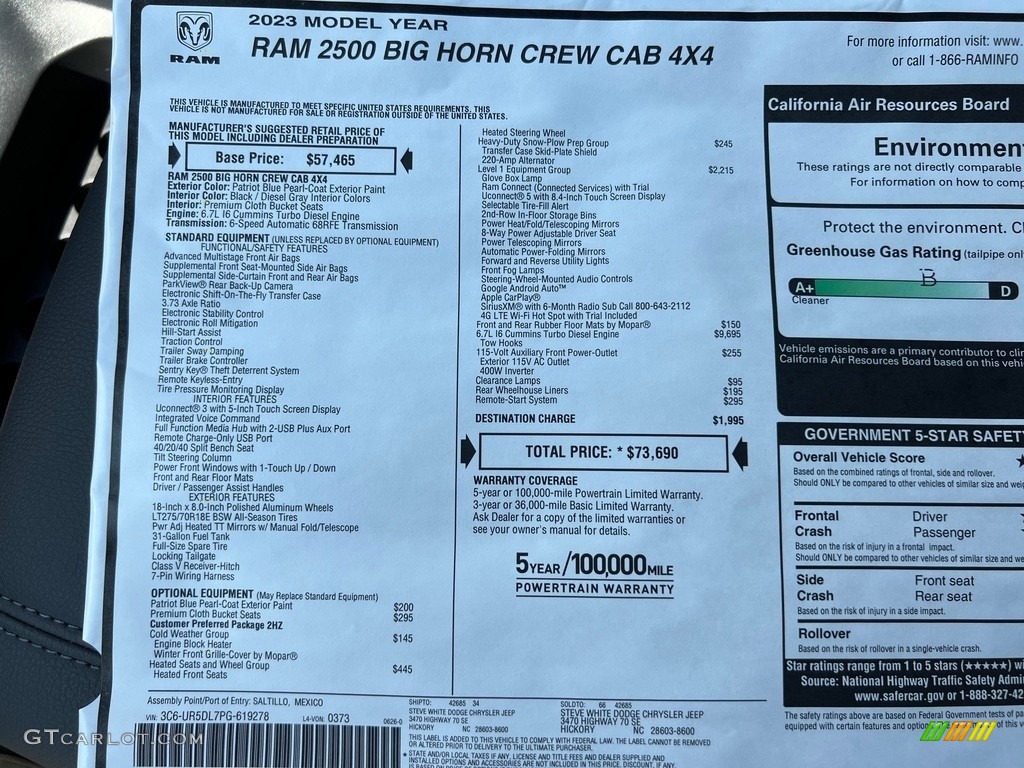 RAM
2023 MODEL YEAR
RAM 2500 BIG HORN CREW CAB 4X4
For more information visit: www.
or call 1-866-RAMINFO
THIS VEHICLE IS MANUFACTURED TO MEET SPECIFIC UNITED STATES REQUIREMENTS. THIS
VEHICLE IS NOT MANUFACTURED FOR SALE OR REGISTRATION OUTSIDE OF THE UNITED STATES.
MANUFACTURER'S SUGGESTED RETAIL PRICE OF
THIS MODEL INCLUDING DEALER PREPARATION
Base Price: $57,465
RAM 2500 BIG HORN CREW CAB 4X4
Exterior Color: Patriot Blue Pearl-Coat Exterior Paint
Interior Color: Black / Diesel Gray Interior Colors
Interior: Premium Cloth Bucket Seats
Engine: 6.7L I6 Cummins Turbo Diesel Engine
Transmission: 6-Speed Automatic 68RFE Transmission
STANDARD EQUIPMENT (UNLESS REPLACED BY OPTIONAL EQUIPMENT)
FUNCTIONAL/SAFETY FEATURES
Advanced Multistage Front Air Bags
Supplemental Front Seat-Mounted Side Air Bags
Supplemental Side-Curtain Front and Rear Air Bags
ParkView® Rear Back-Up Camera
Electronic Shift-On-The-Fly Transfer Case
3.73 Axle Ratio
Electronic Stability Control
Electronic Roll Mitigation
Hill-Start Assist
Traction Control
Trailer Sway Damping
Trailer Brake Controller
Sentry Key® Theft Deterrent System
Remote Keyless-Entry
Tire Pressure Monitoring Display
INTERIOR FEATURES
Uconnect® 3 with 5-Inch Touch Screen Display
Integrated Voice Command
Full Function Media Hub with 2-USB Plus Aux Port
Remote Charge-Only USB Port
40/20/40 Split Bench Seat
Tilt Steering Column
Power Front Windows with 1-Touch Up / Down
Front and Rear Floor Mats
Driver / Passenger Assist Handles
EXTERIOR FEATURES
18-Inch x 8.0-Inch Polished Aluminum Wheels
LT275/70R18E BSW All-Season Tires
Pwr Adj Heated TT Mirrors w/ Manual Fold/Telescope
31-Gallon Fuel Tank
Full-Size Spare Tire
Locking Tailgate
Class V Receiver-Hitch
7-Pin Wiring Harness
OPTIONAL EQUIPMENT (May Replace Standard Equipment)
Patriot Blue Pearl-Coat Exterior Paint $200
Premium Cloth Bucket Seats $295
Customer Preferred Package 2HZ
Cold Weather Group $145
Engine Block Heater
Winter Front Grille-Cover by Mopar®
Heated Seats and Wheel Group $445
Heated Front Seats
Heated Steering Wheel
Heavy-Duty Snow-Plow Prep Group $245
Transfer Case Skid-Plate Shield
220-Amp Alternator
Level 1 Equipment Group $2,215
Glove Box Lamp
Ram Connect (Connected Services) with Trial
Uconnect® 5 with 8.4-Inch Touch Screen Display
Selectable Tire-Fill Alert
2nd-Row In-Floor Storage Bins
Power Heat/Fold/Telescoping Mirrors
8-Way Power Adjustable Driver Seat
Power Telescoping Mirrors
Automatic Power-Folding Mirrors
Forward and Reverse Utility Lights
Front Fog Lamps
Steering-Wheel-Mounted Audio Controls
Google Android Auto™
Apple CarPlay®
SiriusXM® with 6-Month Radio Sub Call 800-643-2112
4G LTE Wi-Fi Hot Spot with Trial Included
Front and Rear Rubber Floor Mats by Mopar® $150
6.7L I6 Cummins Turbo Diesel Engine $9,695
Tow Hooks
115-Volt Auxiliary Front Power-Outlet $255
Exterior 115V AC Outlet
400W Inverter
Clearance Lamps $95
Rear Wheelhouse Liners $195
Remote-Start System $295
DESTINATION CHARGE $1,995
TOTAL PRICE: * $73,690
WARRANTY COVERAGE
5-year or 100,000-mile Powertrain Limited Warranty.
3-year or 36,000-mile Basic Limited Warranty.
Ask Dealer for a copy of the limited warranties or
see your owner's manual for details.
5YEAR/100,000MILE
POWERTRAIN WARRANTY
California Air Resources Board
Environmen
These ratings are not directly comparable
For information on how to comp
Protect the environment. C
Greenhouse Gas Rating (tailpipe onl
B
A+ D
Cleaner
Vehicle emissions are a primary contributor to cli
California Air Resources Board based on this vehi
GOVERNMENT 5-STAR SAFET
Overall Vehicle Score
Based on the combined ratings of frontal, side and rollover.
Should ONLY be compared to other vehicles of similar size and wei
Frontal Driver
Crash Passenger
Based on the risk of injury in a frontal impact.
Should ONLY be compared to other vehicles of similar size and we
Side Front seat
Crash Rear seat
Based on the risk of injury in a side impact.
Rollover
Based on the risk of rollover in a single-vehicle crash.
Star ratings range from 1 to 5 stars (★★★★★) wi
Source: National Highway Traffic Safety Admi
www.safercar.gov or 1-888-327-42
The safety ratings above are based on Federal Government tests of pa
equipped with certain features and optio
Assembly Point/Port of Entry: SALTILLO, MEXICO
VIN: 3C6-UR5DL7PG-619278 L4-VON: 0373 0626-0
SHIPTO: 42685 34
STEVE WHITE DODGE CHRYSLER JEEP
3470 HIGHWAY 70 SE
HICKORY NC 28603-8600
SOLDTO: 66 42685
STEVE WHITE DODGE CHRYSLER JEEP
3470 HIGHWAY 70 SE
HICKORY NC 28603-8600
THIS LABEL IS ADDED TO THIS VEHICLE TO COMPLY WITH FEDERAL LAW. THE LABEL CANNOT BE REMOVED
OR ALTERED PRIOR TO DELIVERY TO THE ULTIMATE PURCHASER.
* STATE AND/OR LOCAL TAXES IF ANY, LICENSE AND TITLE FEES AND DEALER SUPPLIED AND
INSTALLED OPTIONS AND ACCESSORIES ARE NOT INCLUDED IN THIS PRICE. DISCOUNT, IF ANY,
GTcarlot.com